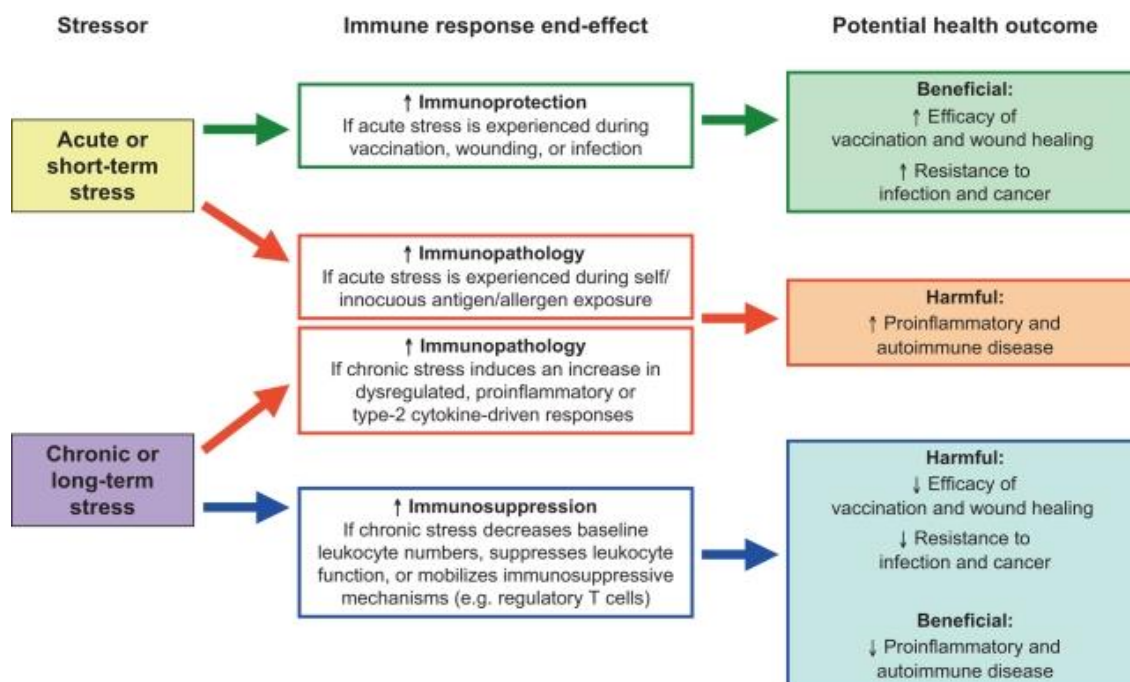 Stressor
Immune response end-effect
Potential health outcome
Acute or
short-term
stress
↑ Immunoprotection
If acute stress is experienced during
vaccination, wounding, or infection
Beneficial:
↑ Efficacy of
vaccination and wound healing
↑ Resistance to
infection and cancer
↑ Immunopathology
If acute stress is experienced during self/
innocuous antigen/allergen exposure
↑ Immunopathology
If chronic stress induces an increase in
dysregulated, proinflammatory or
type-2 cytokine-driven responses
Harmful:
↑ Proinflammatory and
autoimmune disease
Chronic or
long-term
stress
↑ Immunosuppression
If chronic stress decreases baseline
leukocyte numbers, suppresses leukocyte
function, or mobilizes immunosuppressive
mechanisms (e.g. regulatory T cells)
Harmful:
↓ Efficacy of
vaccination and wound healing
↓ Resistance to
infection and cancer
Beneficial:
↓ Proinflammatory and
autoimmune disease